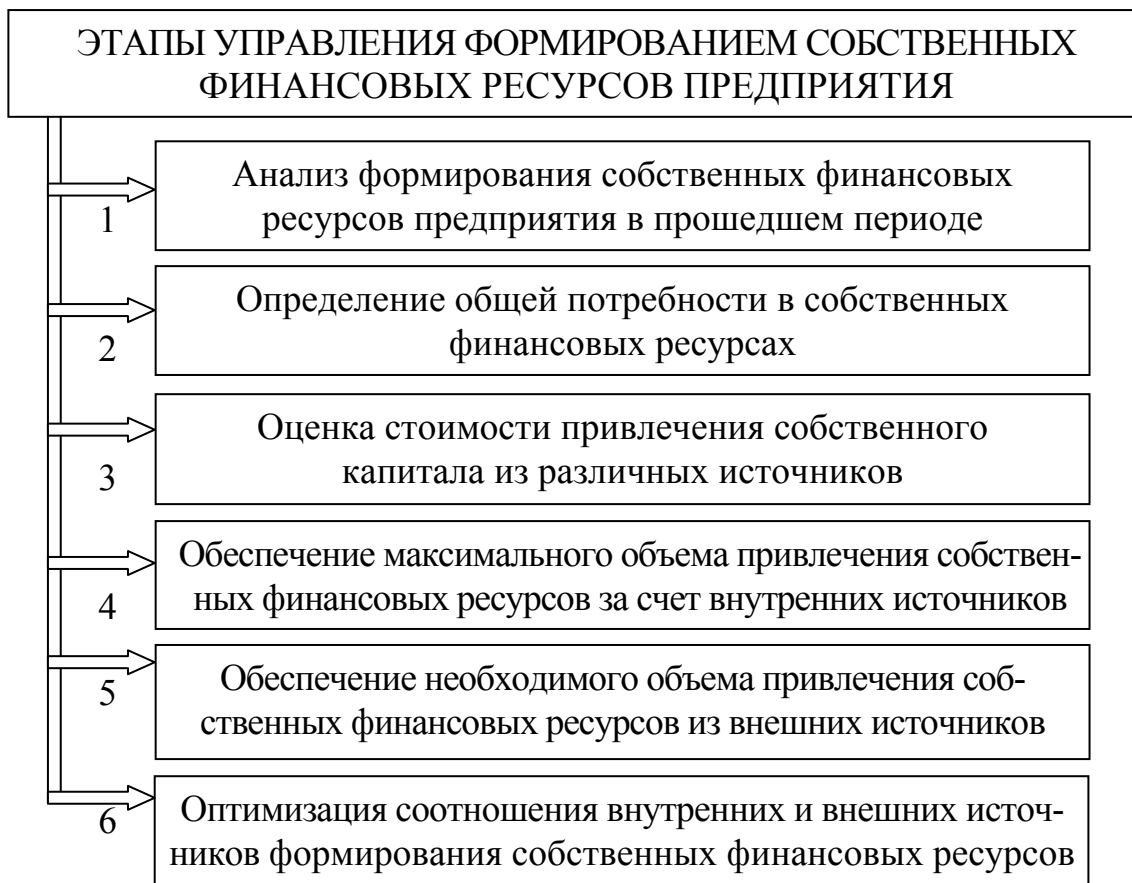 ЭТАПЫ УПРАВЛЕНИЯ ФОРМИРОВАНИЕМ СОБСТВЕННЫХ
ФИНАНСОВЫХ РЕСУРСОВ ПРЕДПРИЯТИЯ
Анализ формирования собственных финансовых
ресурсов предприятия в прошедшем периоде
1
Определение общей потребности в собственных
финансовых ресурсах
2
Оценка стоимости привлечения собственного
капитала из различных источников
3
Обеспечение максимального объема привлечения собствен-
ных финансовых ресурсов за счет внутренних источников
4
Обеспечение необходимого объема привлечения соб-
ственных финансовых ресурсов из внешних источников
5
Оптимизация соотношения внутренних и внешних источ-
ников формирования собственных финансовых ресурсов
6